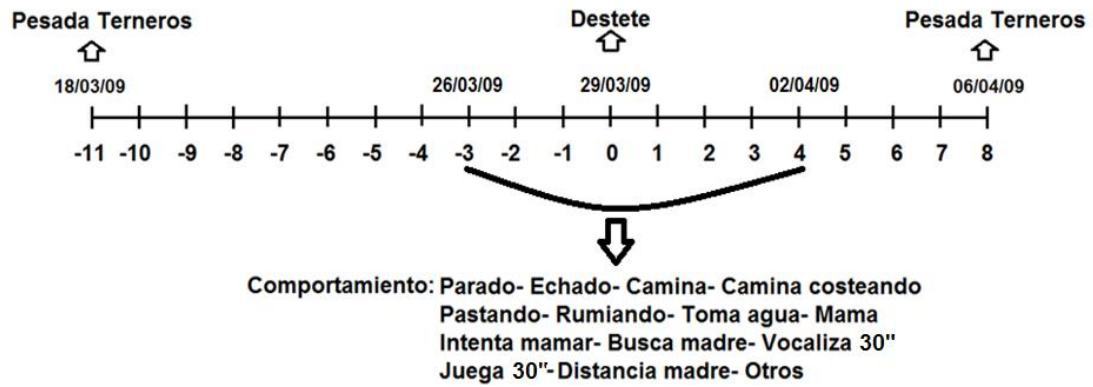 Pesada Terneros Destete Pesada Terneros
18/03/09 26/03/09 29/03/09 02/04/09 06/04/09
-11 -10 -9 -8 -7 -6 -5 -4 -3 -2 -1 0 1 2 3 4 5 6 7 8
Comportamiento: Parado- Echado- Camina- Camina costeando
Pastando- Rumiando- Toma agua- Mama
Intenta mamar- Busca madre- Vocaliza 30"
Juega 30"-Distancia madre- Otros